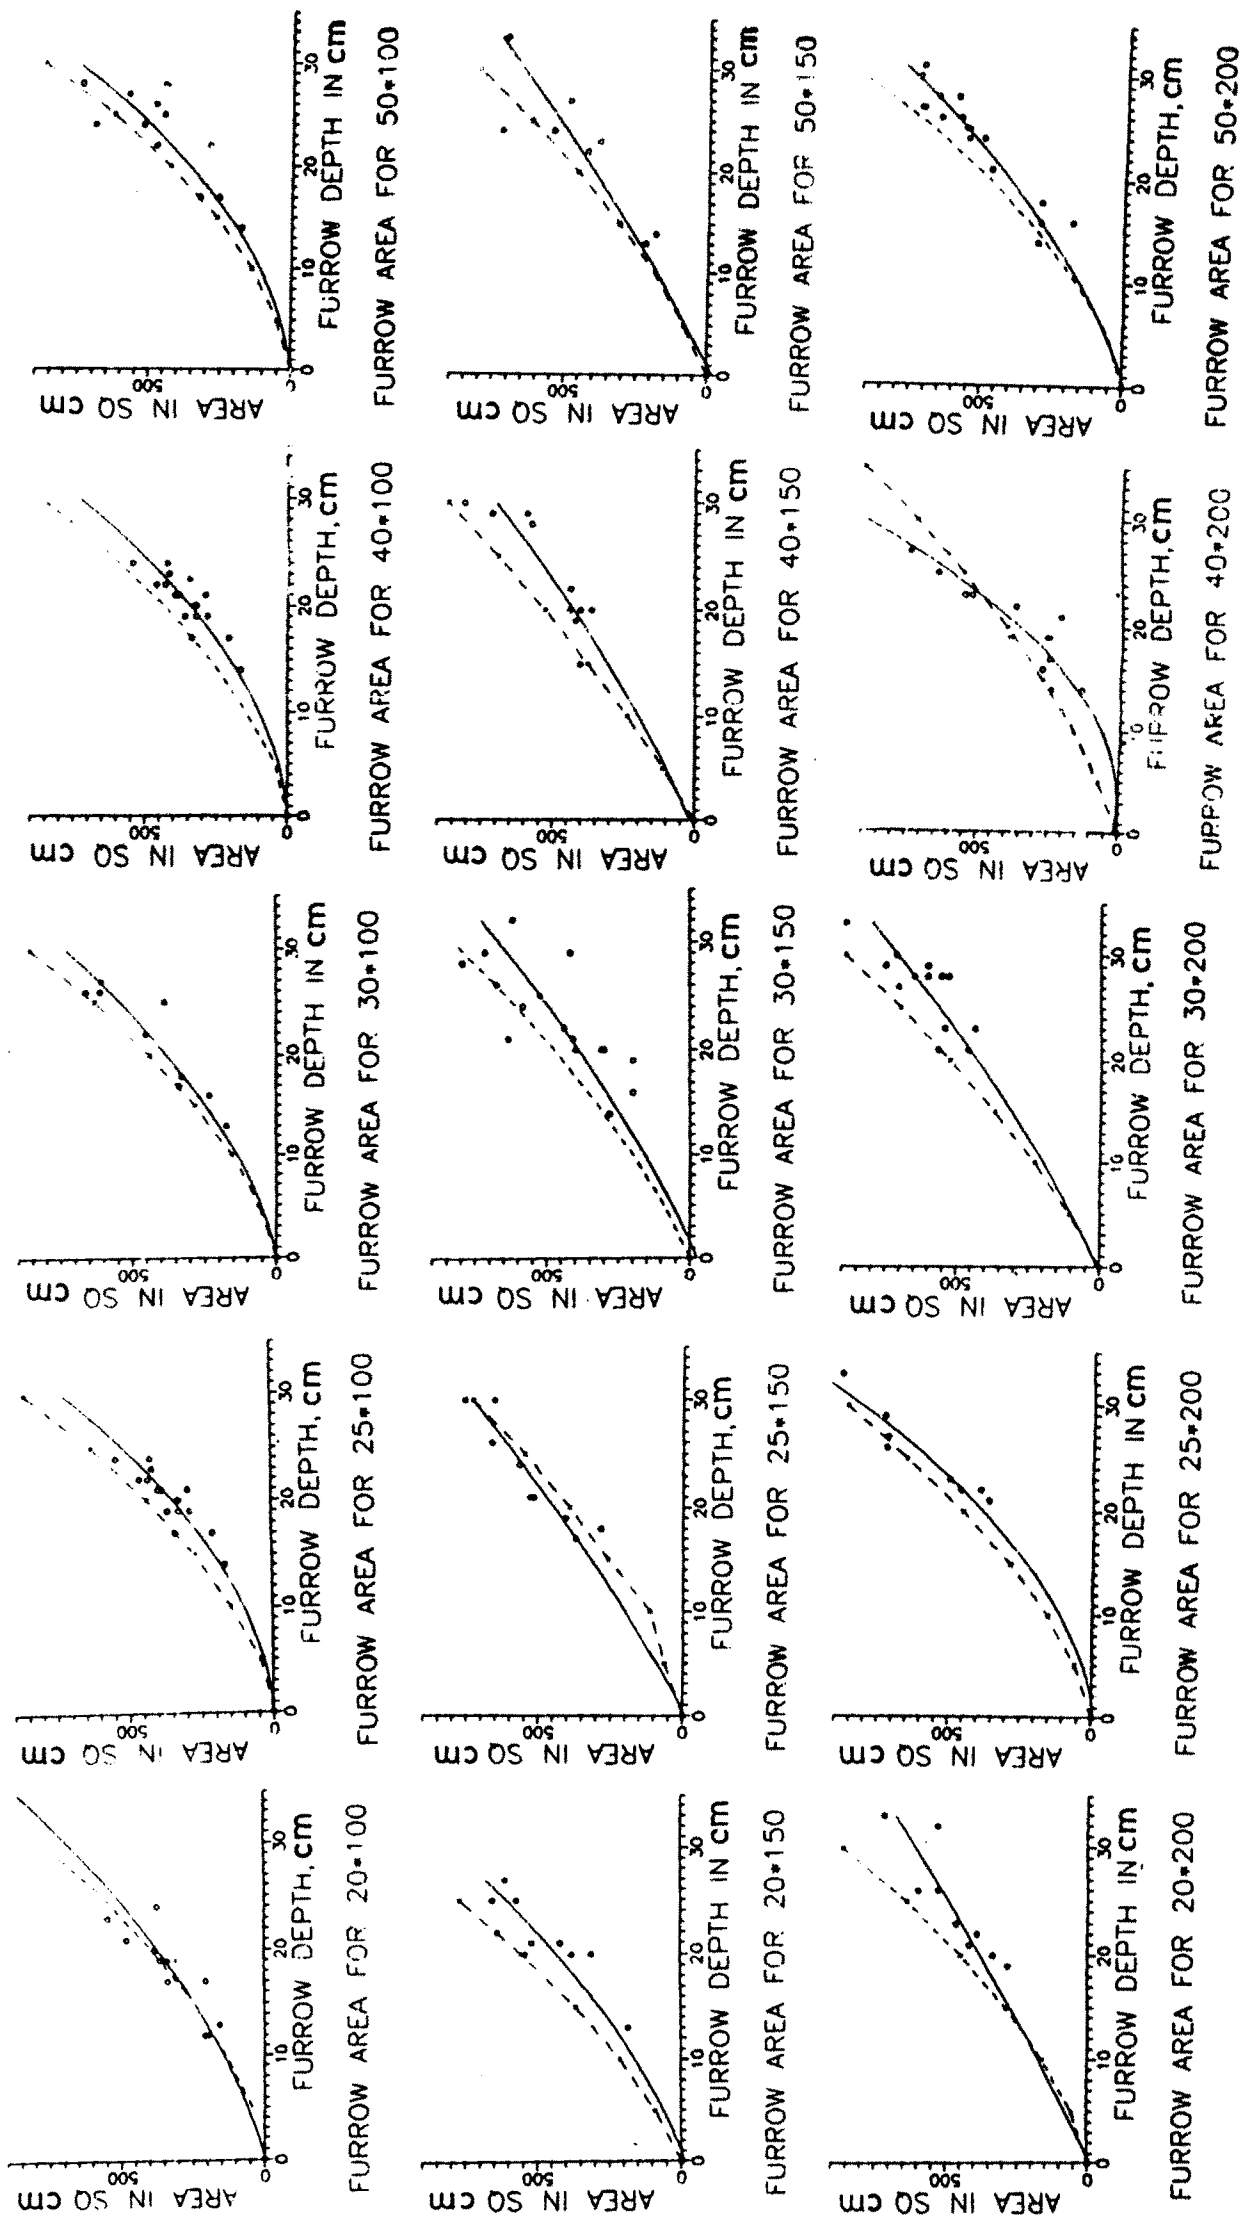 AREA IN SQ cm
500
0
0 10 20 30
FURROW DEPTH, cm
FURROW AREA FOR 20*100
AREA IN SQ cm
500
0
0 10 20 30
FURROW DEPTH, cm
FURROW AREA FOR 25*100
AREA IN SQ cm
500
0
0 10 20 30
FURROW DEPTH IN cm
FURROW AREA FOR 30*100
AREA IN SQ cm
500
0
0 10 20 30
FURROW DEPTH, cm
FURROW AREA FOR 40*100
AREA IN SQ cm
500
0
0 10 20 30
FURROW DEPTH IN cm
FURROW AREA FOR 50*100
AREA IN SQ cm
500
0
0 10 20 30
FURROW DEPTH IN cm
FURROW AREA FOR 20*150
AREA IN SQ cm
500
0
0 10 20 30
FURROW DEPTH, cm
FURROW AREA FOR 25*150
AREA IN SQ cm
500
0
0 10 20 30
FURROW DEPTH, cm
FURROW AREA FOR 30*150
AREA IN SQ cm
500
0
0 10 20 30
FURROW DEPTH IN cm
FURROW AREA FOR 40*150
AREA IN SQ cm
500
0
0 10 20 30
FURROW DEPTH IN cm
FURROW AREA FOR 50*150
AREA IN SQ cm
500
0
0 10 20 30
FURROW DEPTH IN cm
FURROW AREA FOR 20*200
AREA IN SQ cm
500
0
0 10 20 30
FURROW DEPTH IN cm
FURROW AREA FOR 25*200
AREA IN SQ cm
500
0
0 10 20 30
FURROW DEPTH, cm
FURROW AREA FOR 30*200
AREA IN SQ cm
500
0
0 10 20 30
FURROW DEPTH, cm
FURROW AREA FOR 40*200
AREA IN SQ cm
500
0
0 10 20 30
FURROW DEPTH, cm
FURROW AREA FOR 50*200